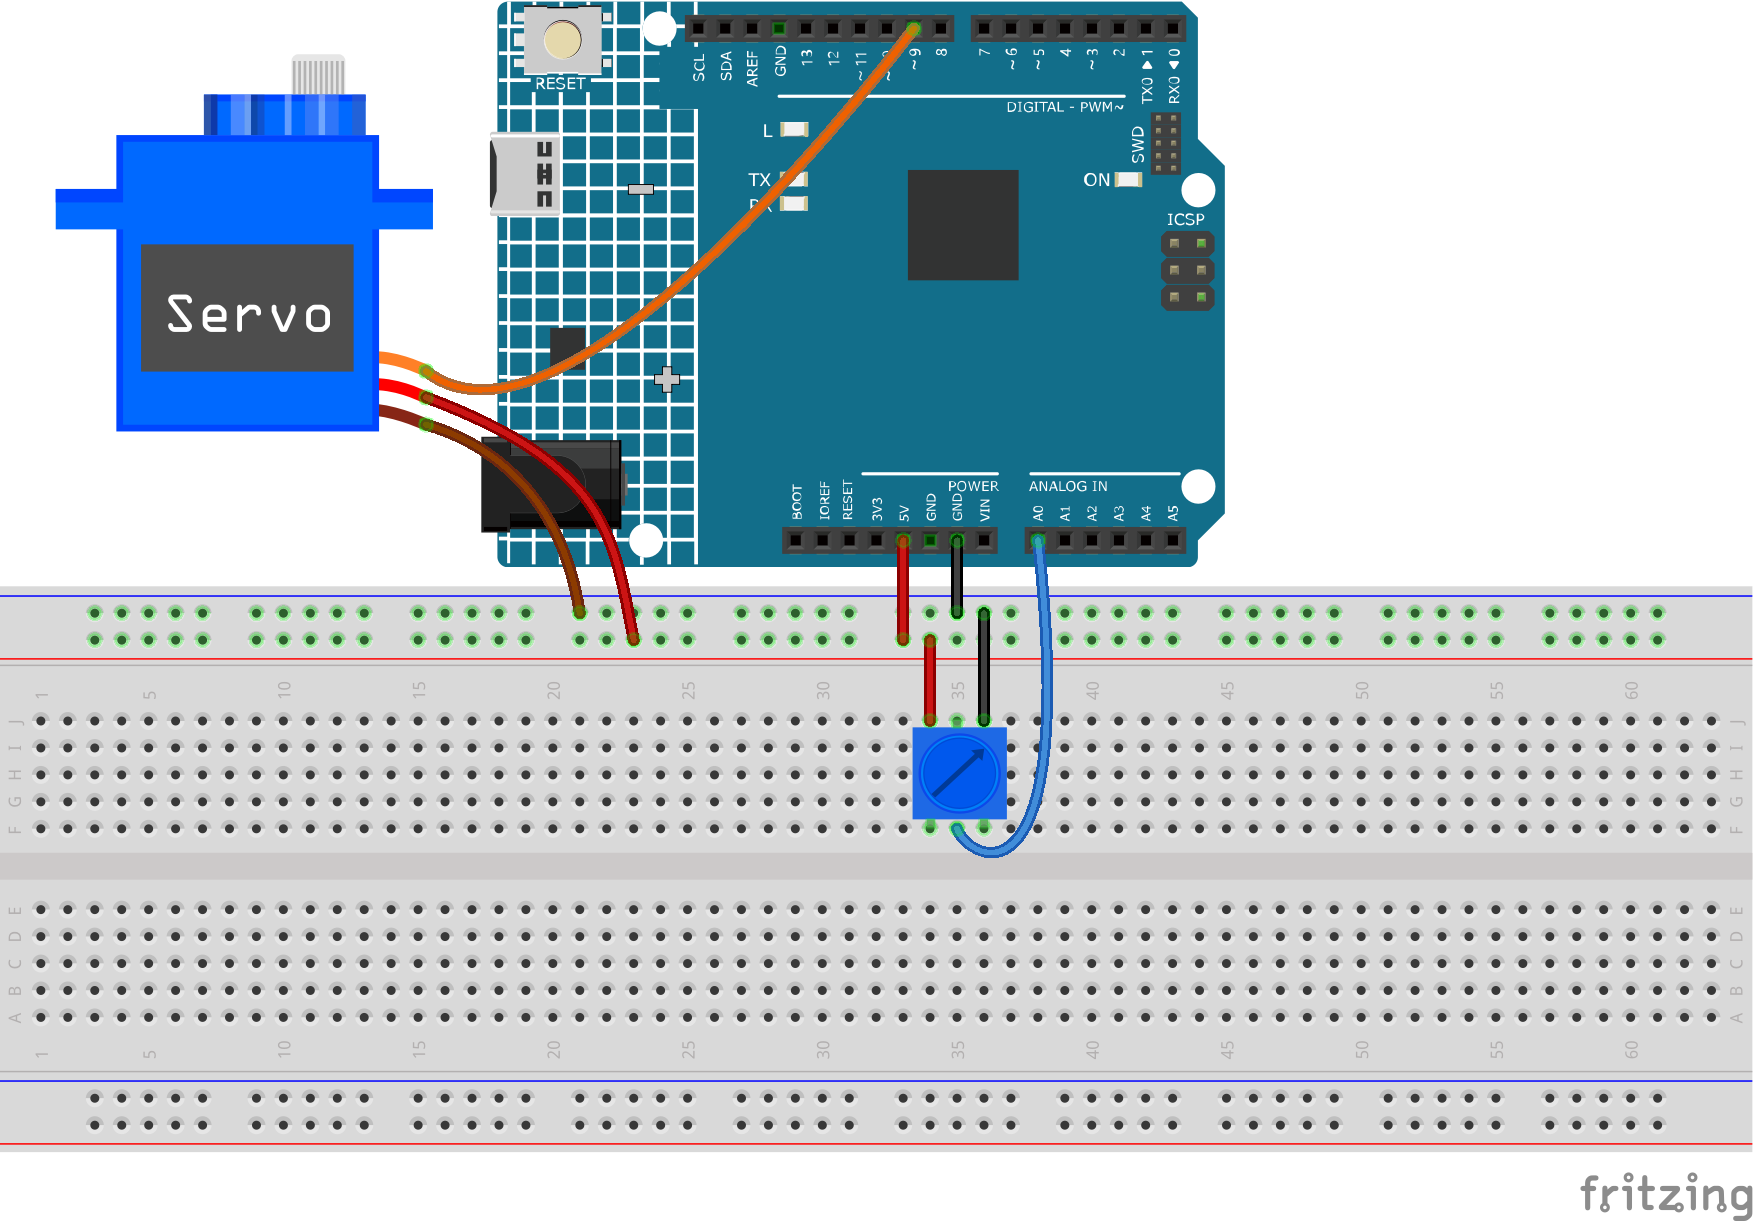 RESET
SCL
SDA
AREF
GND
13
12
~11
~9
8
7
~6
~5
4
~3
2
TX0 ▶ 1
RX0 ◀ 0
DIGITAL - PWM~
L
TX
SWD
ON
ICSP
Servo
POWER
ANALOG IN
BOOT
IOREF
RESET
3V3
5V
GND
GND
VIN
A0
A1
A2
A3
A4
A5
1 5 10 15 20 25 30 35 40 45 50 55 60
J J
I I
H H
G G
F F
E E
D D
C C
B B
A A
1 5 10 15 20 25 30 35 40 45 50 55 60
fritzing